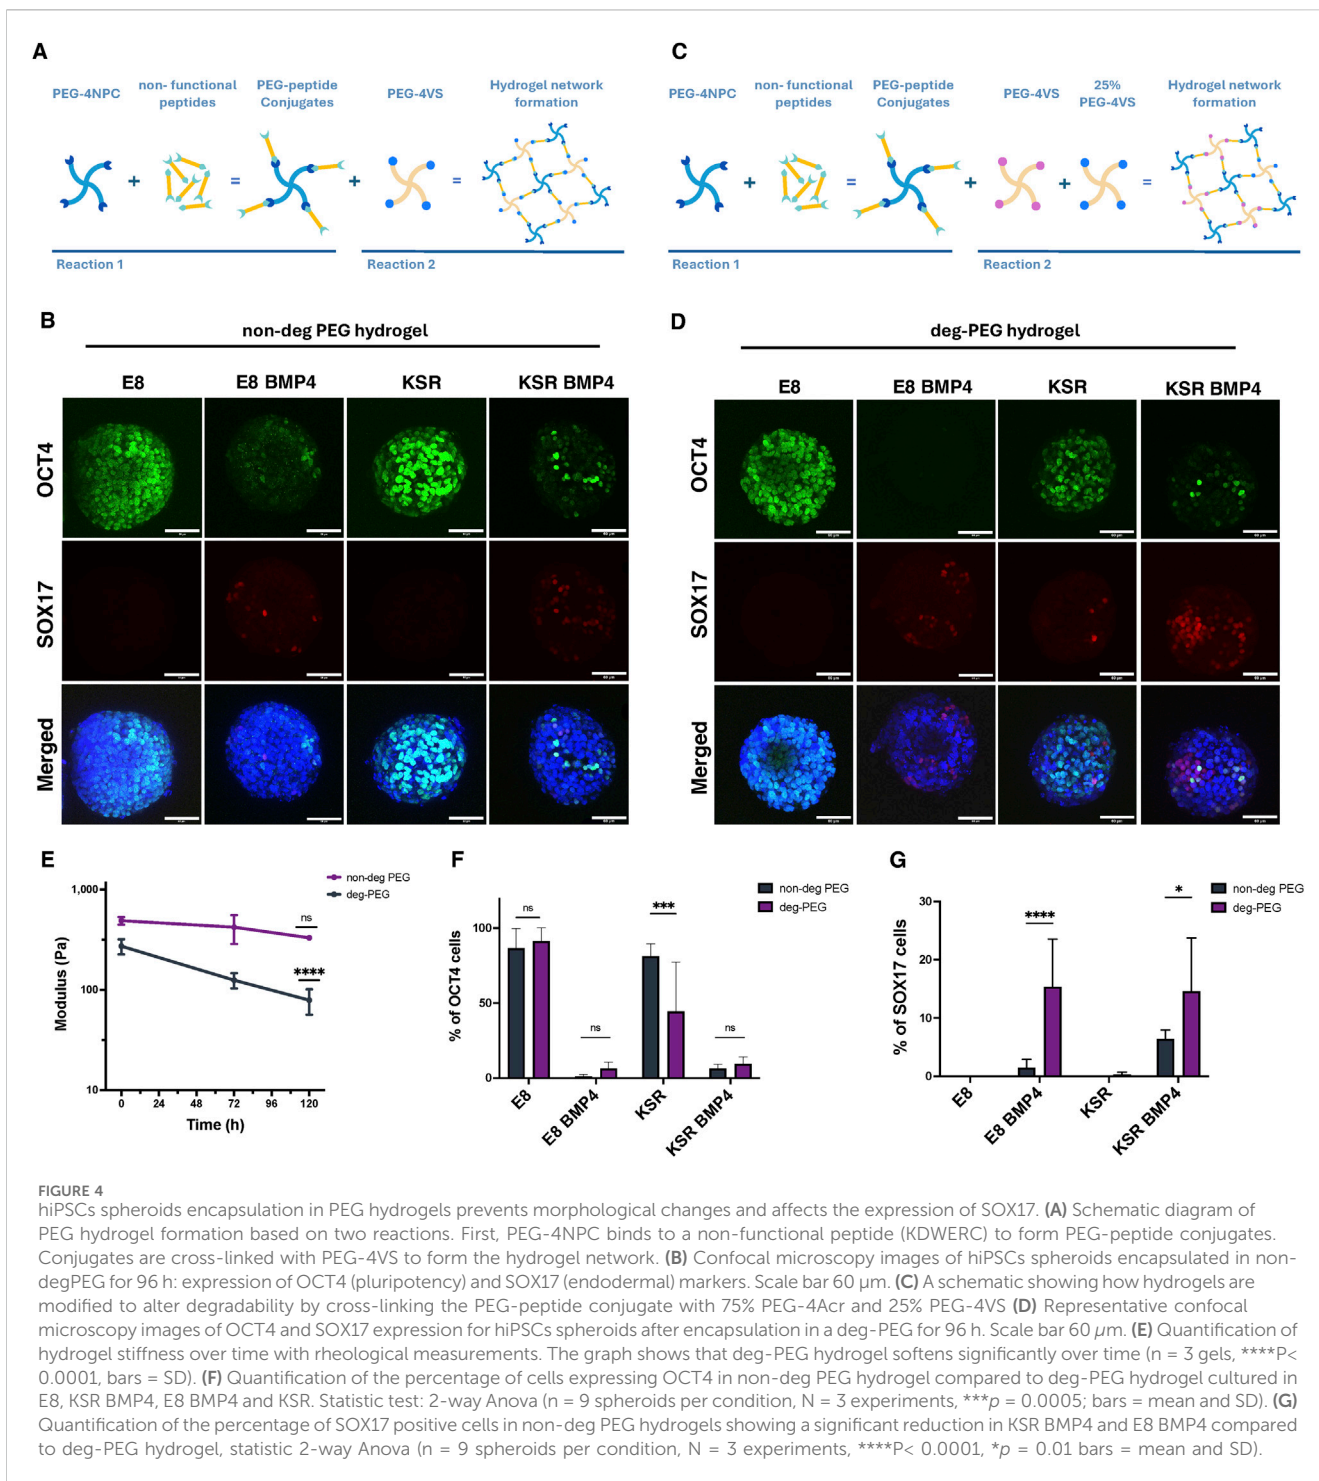 A
PEG-4NPC
non- functional
peptides
PEG-peptide
Conjugates
PEG-4VS
Hydrogel network
formation
+
=
+
=
Reaction 1
Reaction 2
C
PEG-4NPC
non- functional
peptides
PEG-peptide
Conjugates
PEG-4VS
25%
PEG-4VS
Hydrogel network
formation
+
=
+
+
=
Reaction 1
Reaction 2
B
non-deg PEG hydrogel
E8
E8 BMP4
KSR
KSR BMP4
OCT4
SOX17
Merged
D
deg-PEG hydrogel
E8
E8 BMP4
KSR
KSR BMP4
OCT4
SOX17
Merged
E
non-deg PEG
deg-PEG
1,000
100
10
Modulus (Pa)
ns
****
0 24 48 72 96 120
Time (h)
F
non-deg PEG
deg-PEG
% of OCT4 cells
100
50
0
ns
ns
***
ns
E8
E8 BMP4
KSR
KSR BMP4
G
non-deg PEG
deg-PEG
% of SOX17 cells
30
20
10
0
****
*
E8
E8 BMP4
KSR
KSR BMP4
FIGURE 4
hiPSCs spheroids encapsulation in PEG hydrogels prevents morphological changes and affects the expression of SOX17. (A) Schematic diagram of
PEG hydrogel formation based on two reactions. First, PEG-4NPC binds to a non-functional peptide (KDWERC) to form PEG-peptide conjugates.
Conjugates are cross-linked with PEG-4VS to form the hydrogel network. (B) Confocal microscopy images of hiPSCs spheroids encapsulated in non-
degPEG for 96 h: expression of OCT4 (pluripotency) and SOX17 (endodermal) markers. Scale bar 60 μm. (C) A schematic showing how hydrogels are
modified to alter degradability by cross-linking the PEG-peptide conjugate with 75% PEG-4Acr and 25% PEG-4VS (D) Representative confocal
microscopy images of OCT4 and SOX17 expression for hiPSCs spheroids after encapsulation in a deg-PEG for 96 h. Scale bar 60 μm. (E) Quantification of
hydrogel stiffness over time with rheological measurements. The graph shows that deg-PEG hydrogel softens significantly over time (n = 3 gels, ****P<
0.0001, bars = SD). (F) Quantification of the percentage of cells expressing OCT4 in non-deg PEG hydrogel compared to deg-PEG hydrogel cultured in
E8, KSR BMP4, E8 BMP4 and KSR. Statistic test: 2-way Anova (n = 9 spheroids per condition, N = 3 experiments, ***p = 0.0005; bars = mean and SD). (G)
Quantification of the percentage of SOX17 positive cells in non-deg PEG hydrogels showing a significant reduction in KSR BMP4 and E8 BMP4 compared
to deg-PEG hydrogel, statistic 2-way Anova (n = 9 spheroids per condition, N = 3 experiments, ****P< 0.0001, *p = 0.01 bars = mean and SD).